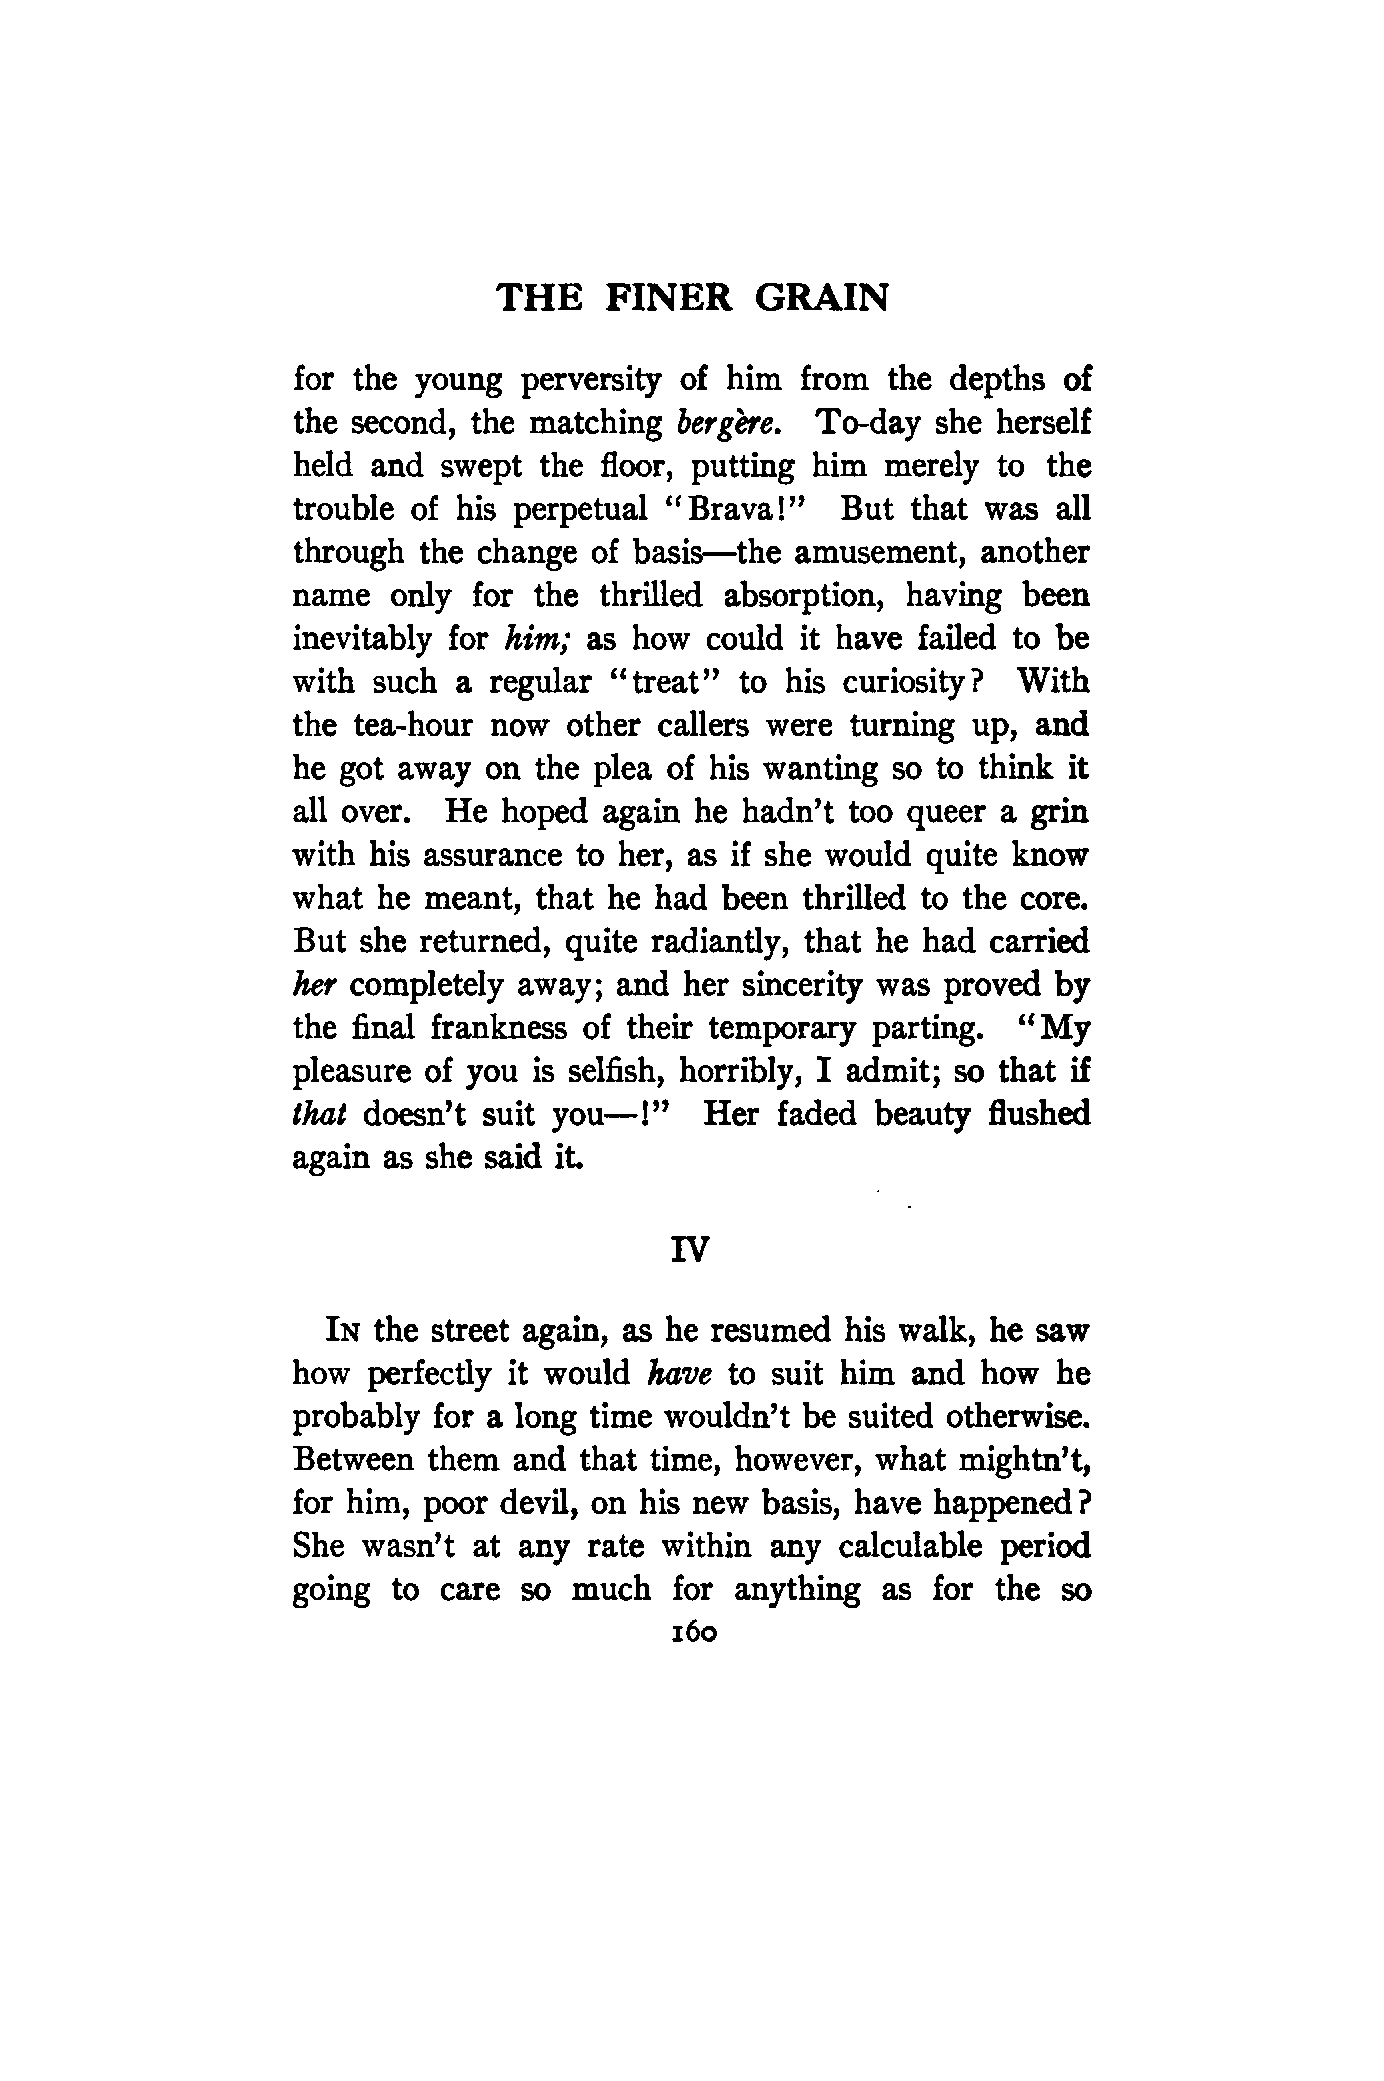 THE FINER GRAIN
for the young perversity of him from the depths of
the second, the matching bergère. To-day she herself
held and swept the floor, putting him merely to the
trouble of his perpetual “Brava!” But that was all
through the change of basis—the amusement, another
name only for the thrilled absorption, having been
inevitably for him; as how could it have failed to be
with such a regular “treat” to his curiosity? With
the tea-hour now other callers were turning up, and
he got away on the plea of his wanting so to think it
all over. He hoped again he hadn’t too queer a grin
with his assurance to her, as if she would quite know
what he meant, that he had been thrilled to the core.
But she returned, quite radiantly, that he had carried
her completely away; and her sincerity was proved by
the final frankness of their temporary parting. “My
pleasure of you is selfish, horribly, I admit; so that if
that doesn’t suit you—!” Her faded beauty flushed
again as she said it.
IV
IN the street again, as he resumed his walk, he saw
how perfectly it would have to suit him and how he
probably for a long time wouldn’t be suited otherwise.
Between them and that time, however, what mightn’t,
for him, poor devil, on his new basis, have happened?
She wasn’t at any rate within any calculable period
going to care so much for anything as for the so
160